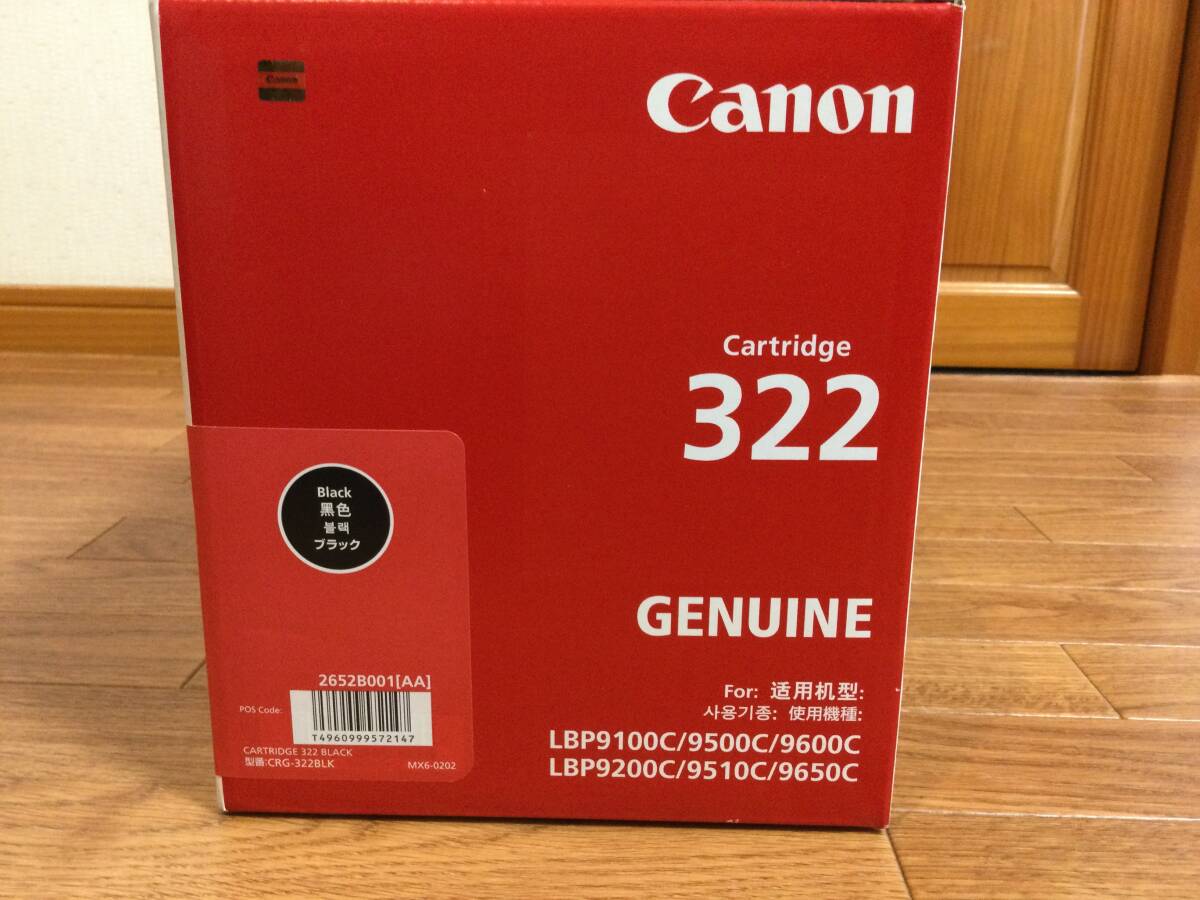 Canon
Canon
Cartridge
322
Black
黑色
블랙
ブラック
GENUINE
2652B001[AA]
POS Code:
T4960999572147
CARTRIDGE 322 BLACK
型番:CRG-322BLK
MX6-0202
For: 适用机型:
사용기종: 使用機種:
LBP9100C/9500C/9600C
LBP9200C/9510C/9650C